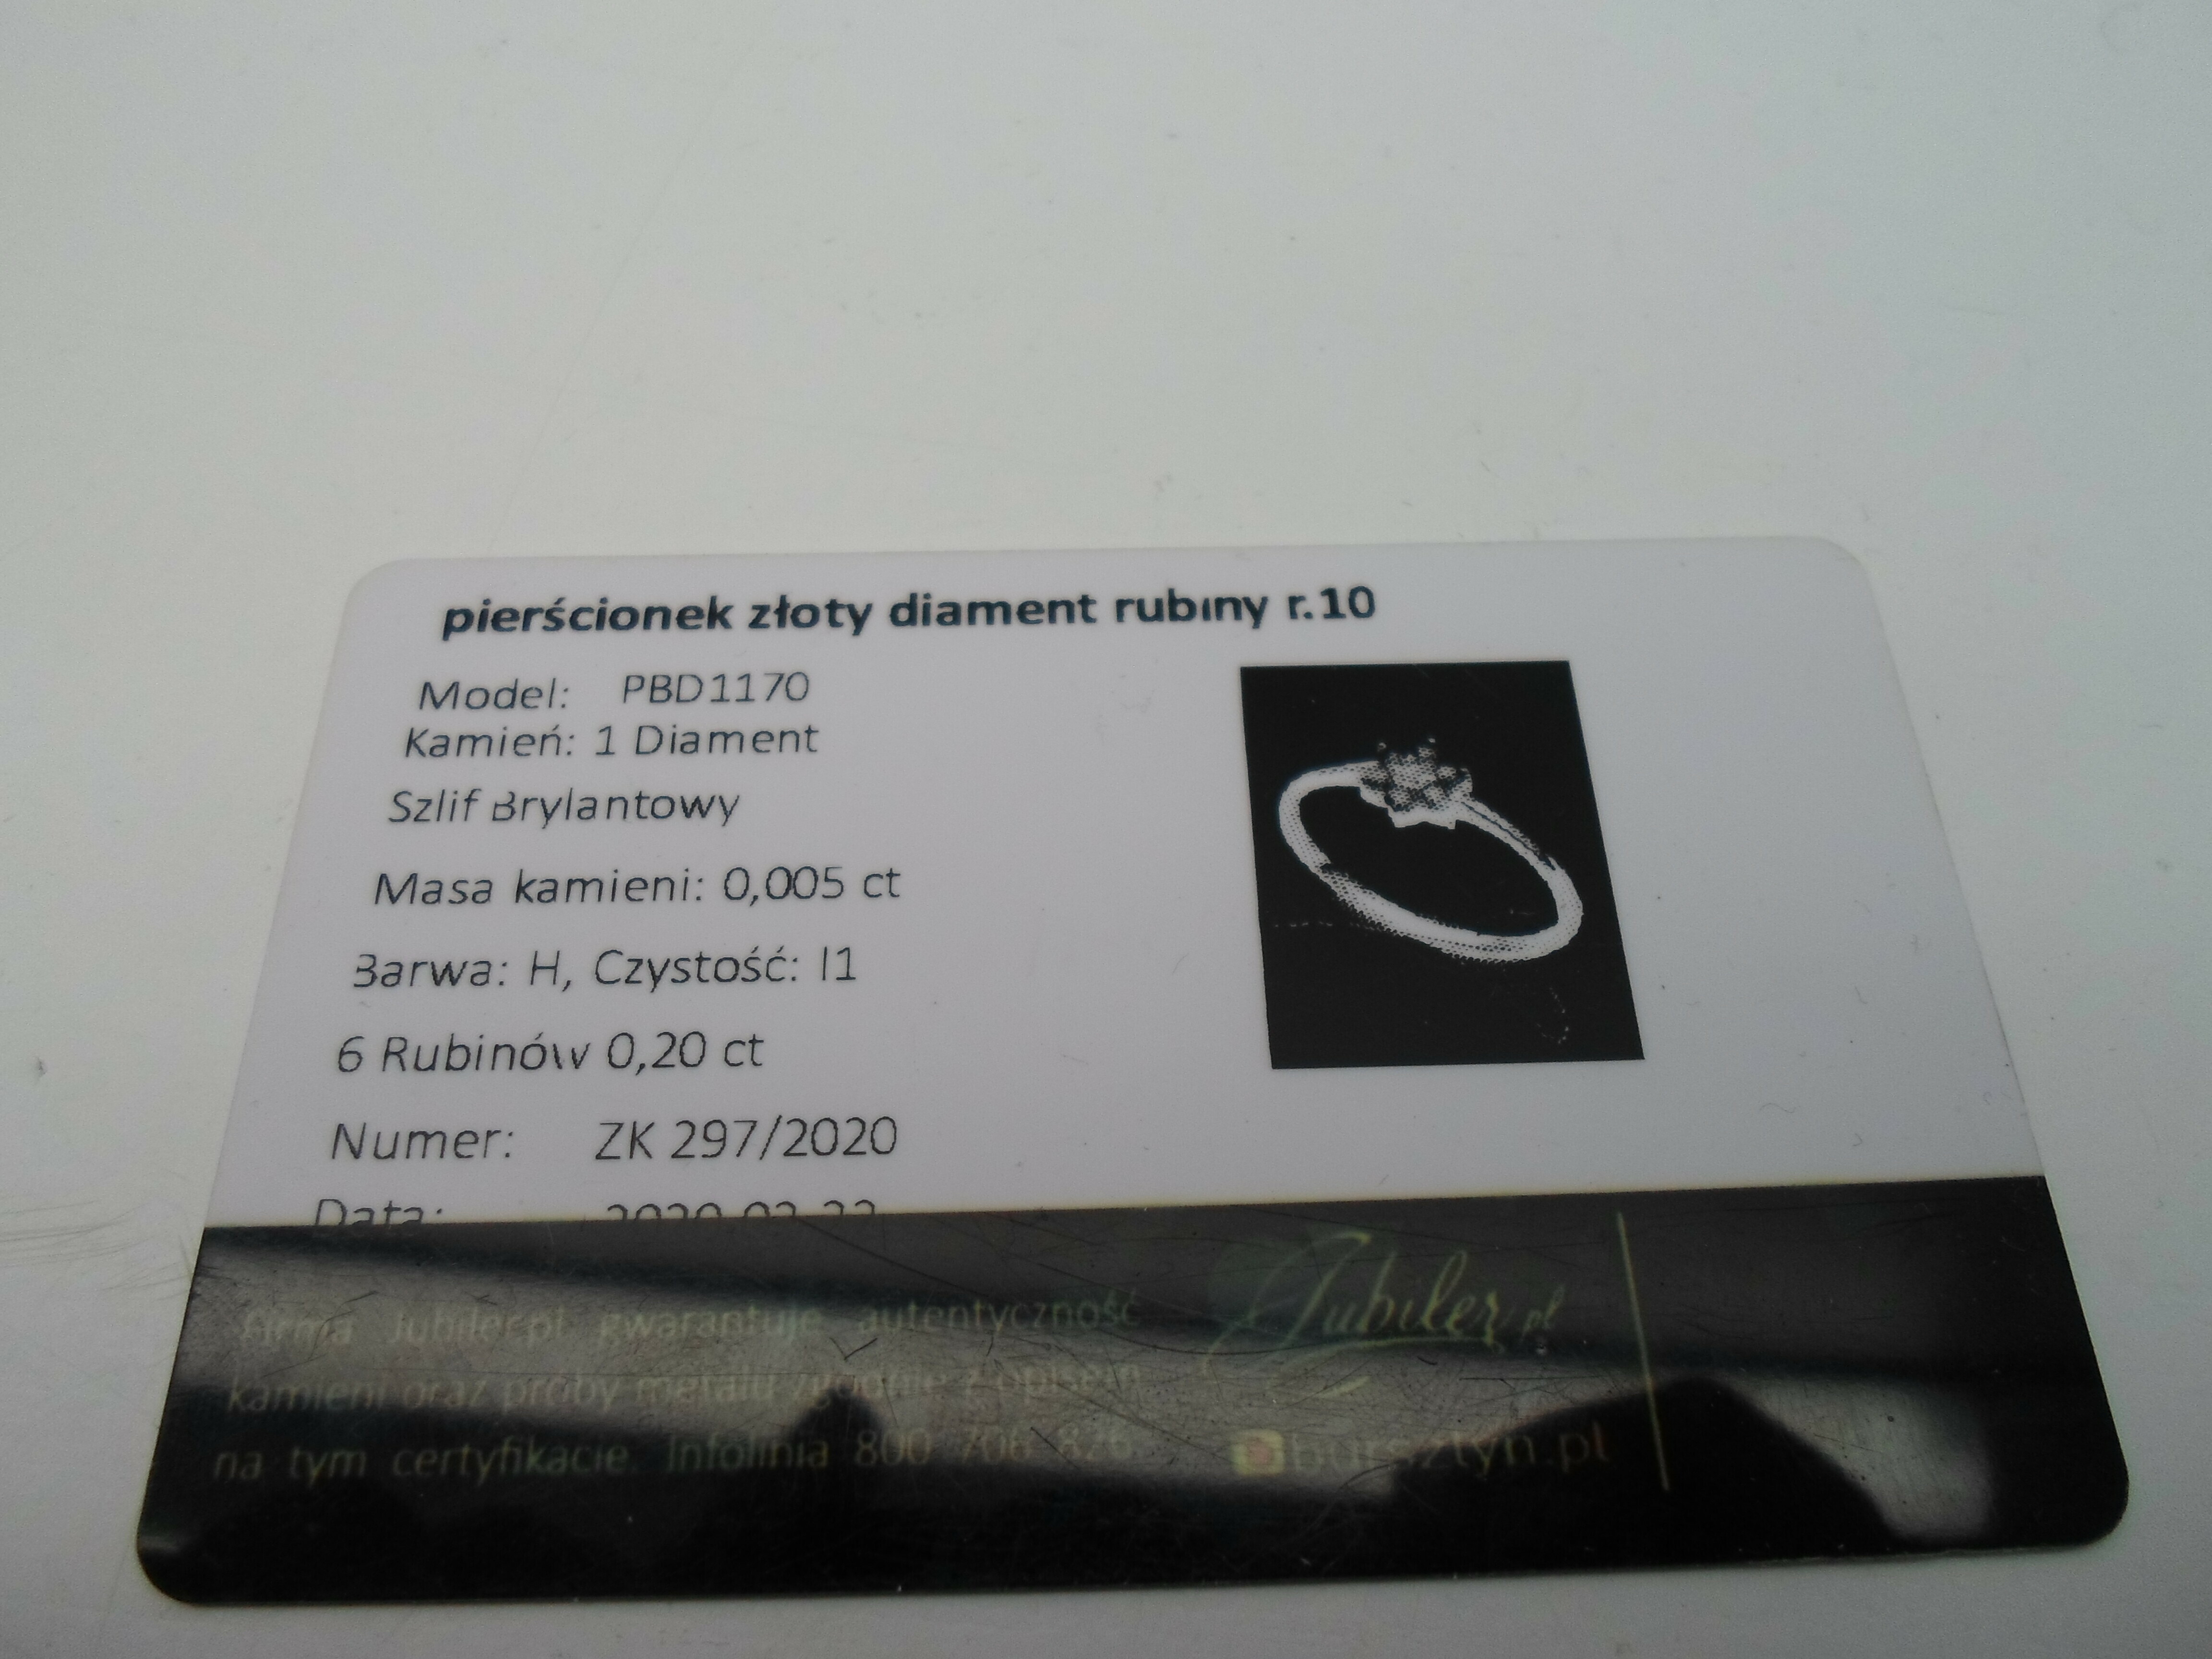 pierścionek złoty diament rubiny r.10
Model: PBD1170
Kamień: 1 Diament
Szlif Brylantowy
Masa kamieni: 0,005 ct
Barwa: H, Czystość: I1
6 Rubinów 0,20 ct
Numer: ZK 297/2020
Data:
Firma Jubiler.pl gwarantuje autentyczność
kamieni oraz próby metalu zgodnie z opisem
na tym certyfikacie. Infolinia 800 706
Jubiler.pl
bursztyn.pl